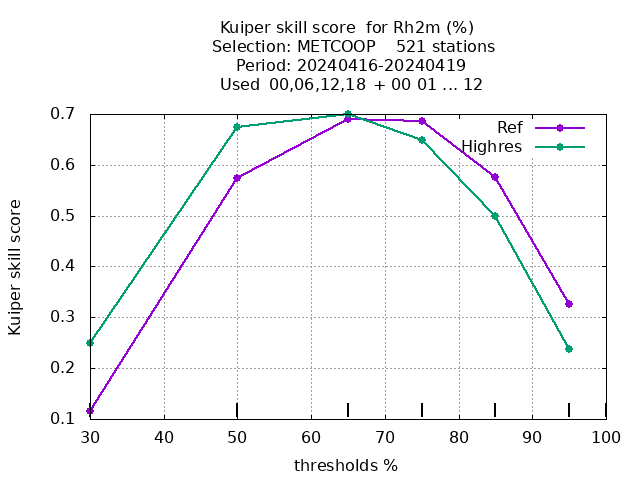 Kuiper skill score  for Rh2m (%)
Selection: METCOOP    521 stations
Period: 20240416-20240419
Used  00,06,12,18  + 00 01 ... 12
Ref
Highres
Kuiper skill score
0.7
0.6
0.5
0.4
0.3
0.2
0.1
30 40 50 60 70 80 90 100
thresholds %